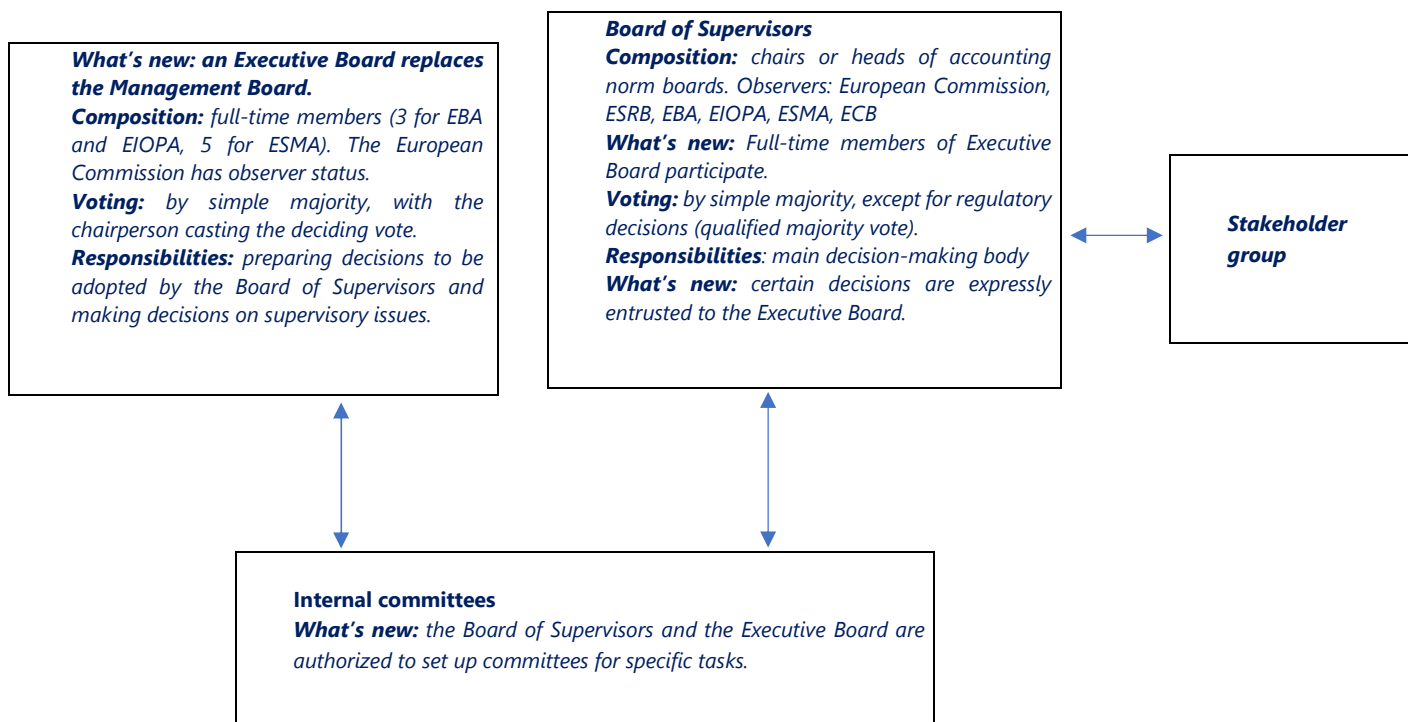 What's new: an Executive Board replaces
the Management Board.
Composition: full-time members (3 for EBA
and EIOPA, 5 for ESMA). The European
Commission has observer status.
Voting: by simple majority, with the
chairperson casting the deciding vote.
Responsibilities: preparing decisions to be
adopted by the Board of Supervisors and
making decisions on supervisory issues.
Board of Supervisors
Composition: chairs or heads of accounting
norm boards. Observers: European Commission,
ESRB, EBA, EIOPA, ESMA, ECB
What's new: Full-time members of Executive
Board participate.
Voting: by simple majority, except for regulatory
decisions (qualified majority vote).
Responsibilities: main decision-making body
What's new: certain decisions are expressly
entrusted to the Executive Board.
Stakeholder
group
Internal committees
What's new: the Board of Supervisors and the Executive Board are
authorized to set up committees for specific tasks.